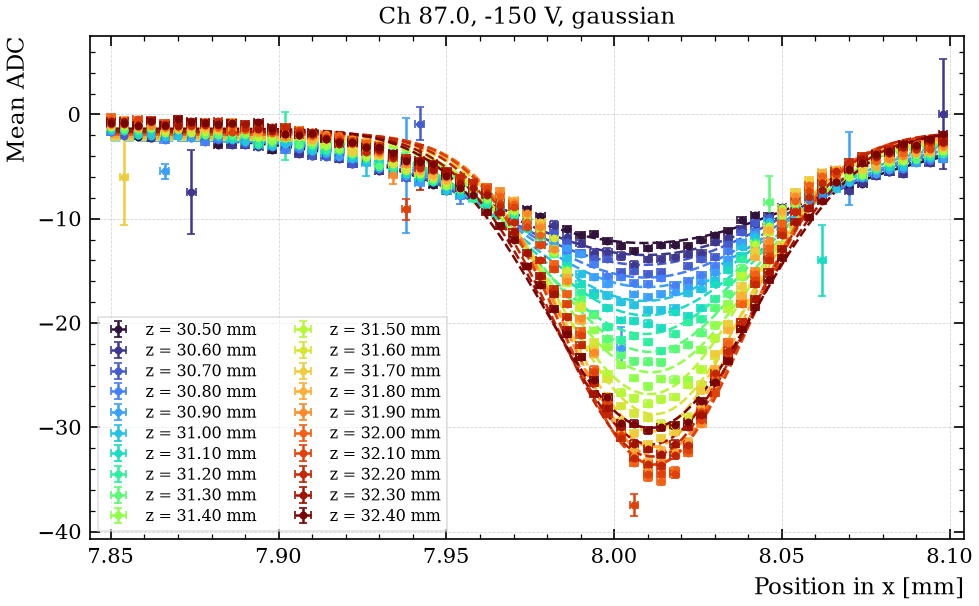 Ch 87.0, -150 V, gaussian
Mean ADC
0
−10
−20
−30
−40
z = 30.50 mm
z = 30.60 mm
z = 30.70 mm
z = 30.80 mm
z = 30.90 mm
z = 31.00 mm
z = 31.10 mm
z = 31.20 mm
z = 31.30 mm
z = 31.40 mm
z = 31.50 mm
z = 31.60 mm
z = 31.70 mm
z = 31.80 mm
z = 31.90 mm
z = 32.00 mm
z = 32.10 mm
z = 32.20 mm
z = 32.30 mm
z = 32.40 mm
7.85 7.90 7.95 8.00 8.05 8.10
Position in x [mm]